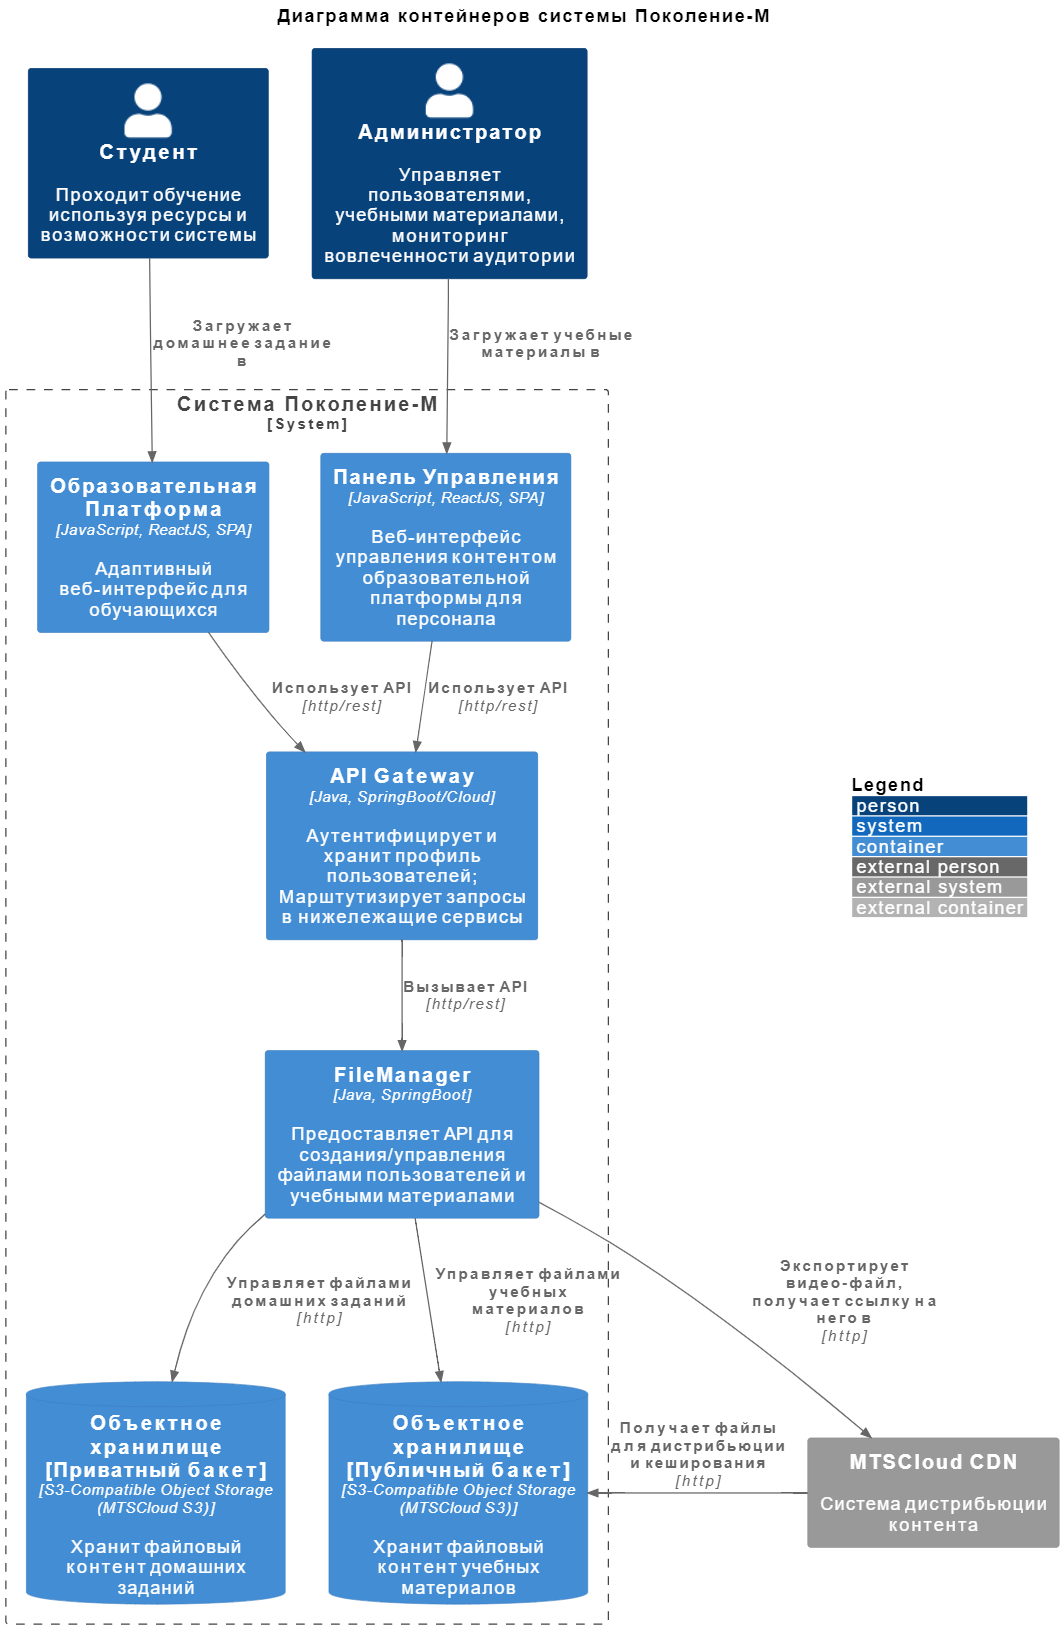 Диаграмма контейнеров системы Поколение-М
Студент
Проходит обучение
используя ресурсы и
возможности системы
Администратор
Управляет
пользователями,
учебными материалами,
мониторинг
вовлеченности аудитории
Загружает
домашнее задание
в
Загружает учебные
материалы в
Система Поколение-М
[System]
Образовательная
Платформа
[JavaScript, ReactJS, SPA]
Адаптивный
веб-интерфейс для
обучающихся
Панель Управления
[JavaScript, ReactJS, SPA]
Веб-интерфейс
управления контентом
образовательной
платформы для
персонала
Использует API
[http/rest]
Использует API
[http/rest]
API Gateway
[Java, SpringBoot/Cloud]
Аутентифицирует и
хранит профиль
пользователей;
Марштутизирует запросы
в нижележащие сервисы
Legend
person
system
container
external person
external system
external container
Вызывает API
[http/rest]
FileManager
[Java, SpringBoot]
Предоставляет API для
создания/управления
файлами пользователей и
учебными материалами
Управляет файлами
домашних заданий
[http]
Управляет файлами
учебных
материалов
[http]
Экспортирует
видео-файл,
получает ссылку на
него в
[http]
Объектное
хранилище
[Приватный бакет]
[S3-Compatible Object Storage
(MTSCloud S3)]
Хранит файловый
контент домашних
заданий
Объектное
хранилище
[Публичный бакет]
[S3-Compatible Object Storage
(MTSCloud S3)]
Хранит файловый
контент учебных
материалов
Получает файлы
для дистрибьюции
и кеширования
[http]
MTSCloud CDN
Система дистрибьюции
контента